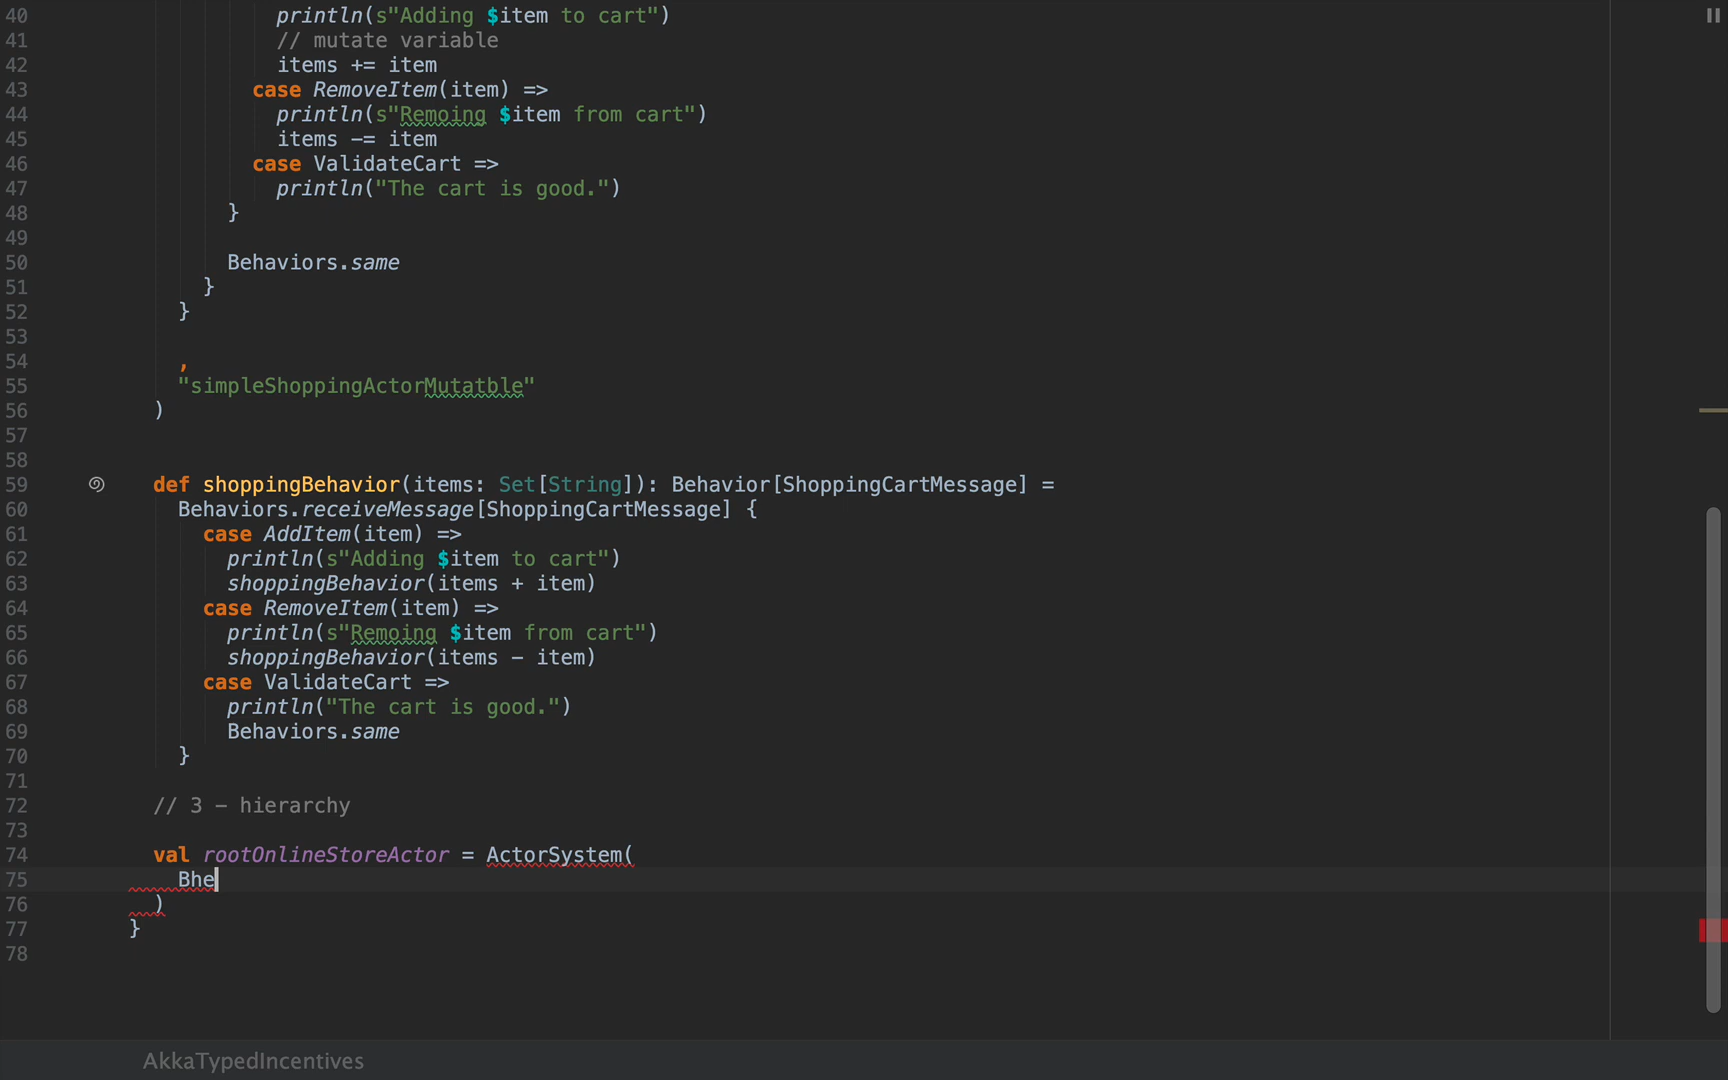 40 println(s"Adding $item to cart")
41 // mutate variable
42 items += item
43 case RemoveItem(item) =>
44 println(s"Remoing $item from cart")
45 items -= item
46 case ValidateCart =>
47 println("The cart is good.")
48 }
49
50 Behaviors.same
51 }
52 }
53
54 ,
55 "simpleShoppingActorMutatble"
56 )
57
58
59 def shoppingBehavior(items: Set[String]): Behavior[ShoppingCartMessage] =
60 Behaviors.receiveMessage[ShoppingCartMessage] {
61 case AddItem(item) =>
62 println(s"Adding $item to cart")
63 shoppingBehavior(items + item)
64 case RemoveItem(item) =>
65 println(s"Remoing $item from cart")
66 shoppingBehavior(items - item)
67 case ValidateCart =>
68 println("The cart is good.")
69 Behaviors.same
70 }
71
72 // 3 - hierarchy
73
74 val rootOnlineStoreActor = ActorSystem(
75 Bhe
76 )
77 }
78
AkkaTypedIncentives